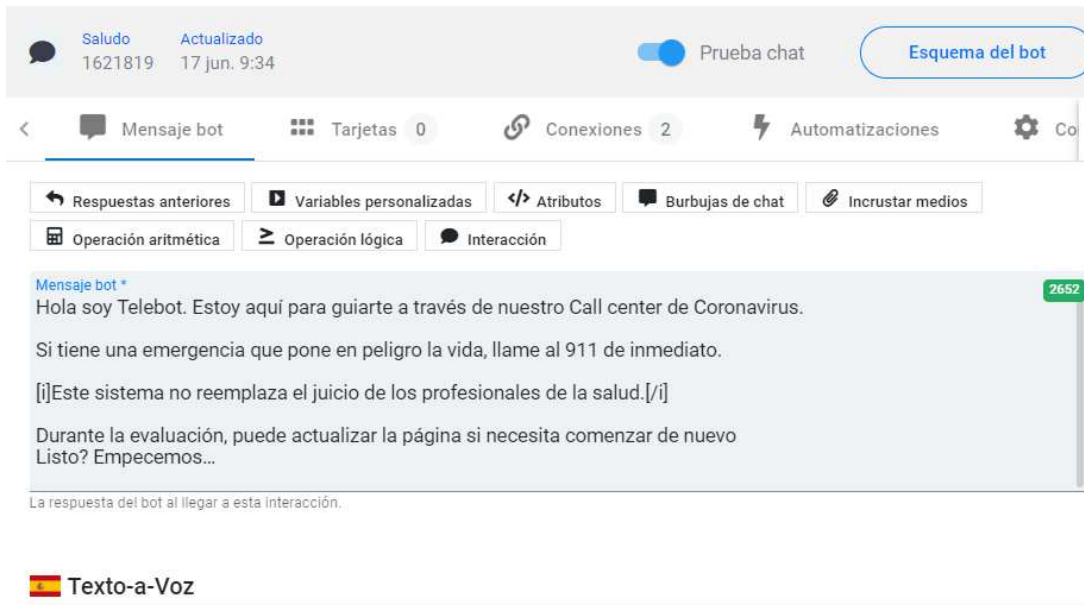 Saludo Actualizado
1621819 17 jun. 9:34 Prueba chat Esquema del bot
Mensaje bot Tarjetas 0 Conexiones 2 Automatizaciones Co
Respuestas anteriores Variables personalizadas Atributos Burbujas de chat Incrustar medios
Operación aritmética Operación lógica Interacción
Mensaje bot *
2652
Hola soy Telebot. Estoy aquí para guiarte a través de nuestro Call center de Coronavirus.
Si tiene una emergencia que pone en peligro la vida, llame al 911 de inmediato.
[i]Este sistema no reemplaza el juicio de los profesionales de la salud.[/i]
Durante la evaluación, puede actualizar la página si necesita comenzar de nuevo
Listo? Empecemos...
La respuesta del bot al llegar a esta interacción.
Texto-a-Voz